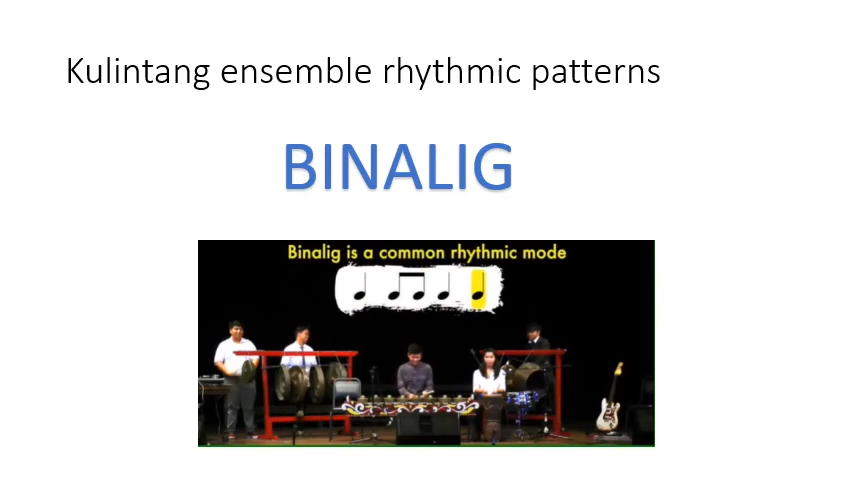 Kulintang ensemble rhythmic patterns
BINALIG
Binalig is a common rhythmic mode